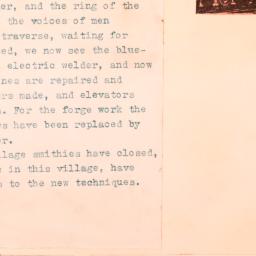 er, and the ring of the
the voices of men
traverse, waiting for
ed, we now see the blue-
electric welder, and now
nes are repaired and
rs made, and elevators
. For the forge work the
s have been replaced by
r.
llage smithies have closed,
in this village, have
to the new techniques.